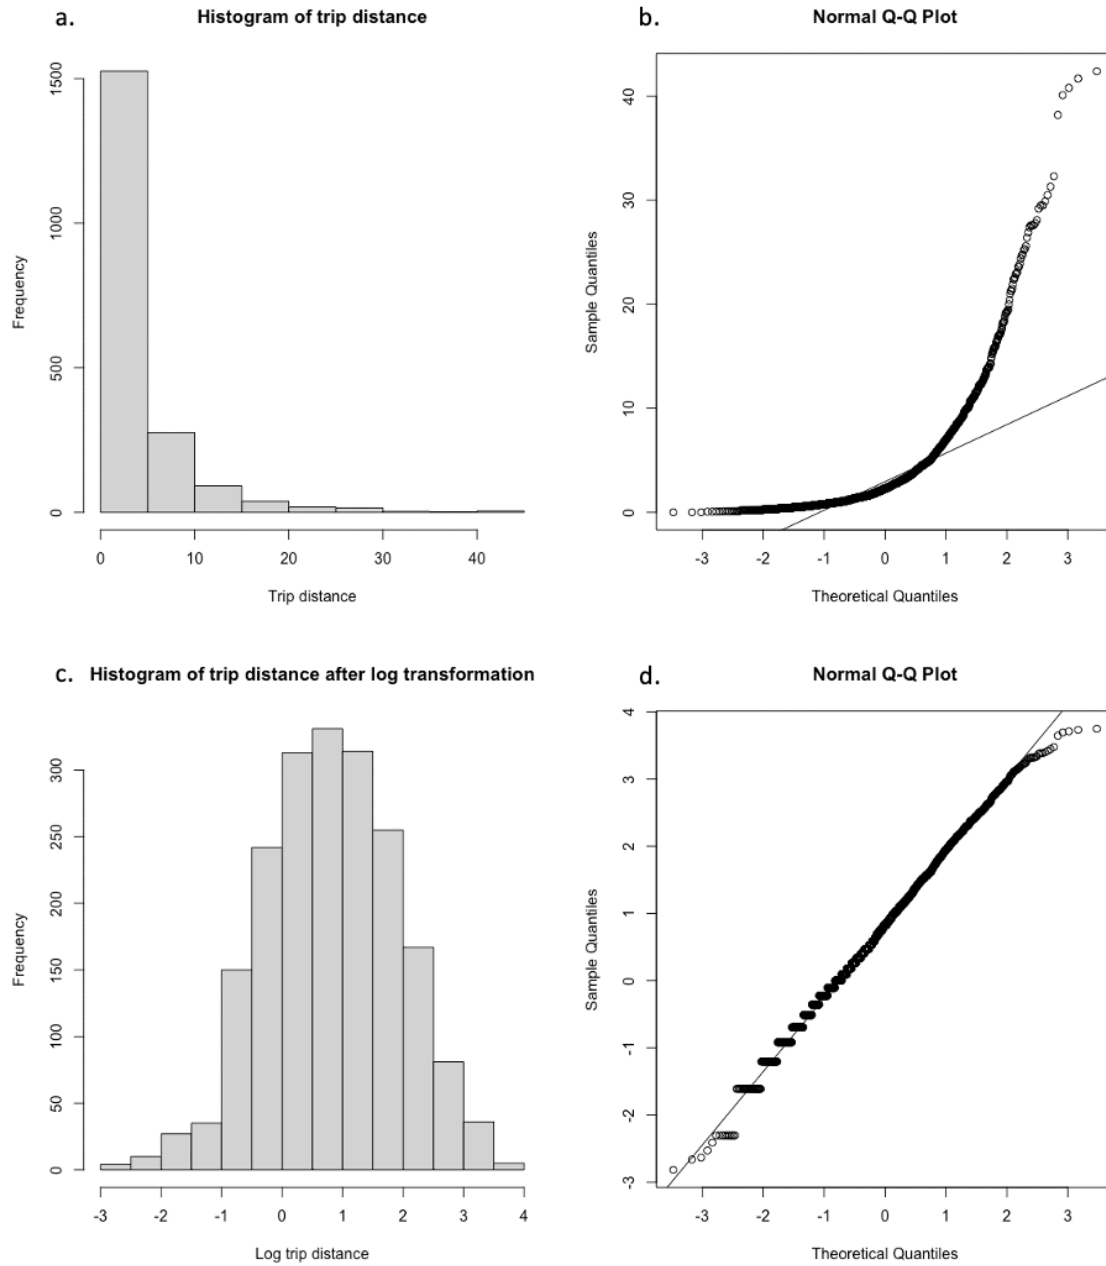 a.
Histogram of trip distance
Frequency
0
500
1000
1500
0 10 20 30 40
Trip distance
b.
Normal Q-Q Plot
Sample Quantiles
0
10
20
30
40
-3 -2 -1 0 1 2 3
Theoretical Quantiles
c.
Histogram of trip distance after log transformation
Frequency
0
50
100
150
200
250
300
-3 -2 -1 0 1 2 3 4
Log trip distance
d.
Normal Q-Q Plot
Sample Quantiles
-3
-2
-1
0
1
2
3
4
-3 -2 -1 0 1 2 3
Theoretical Quantiles